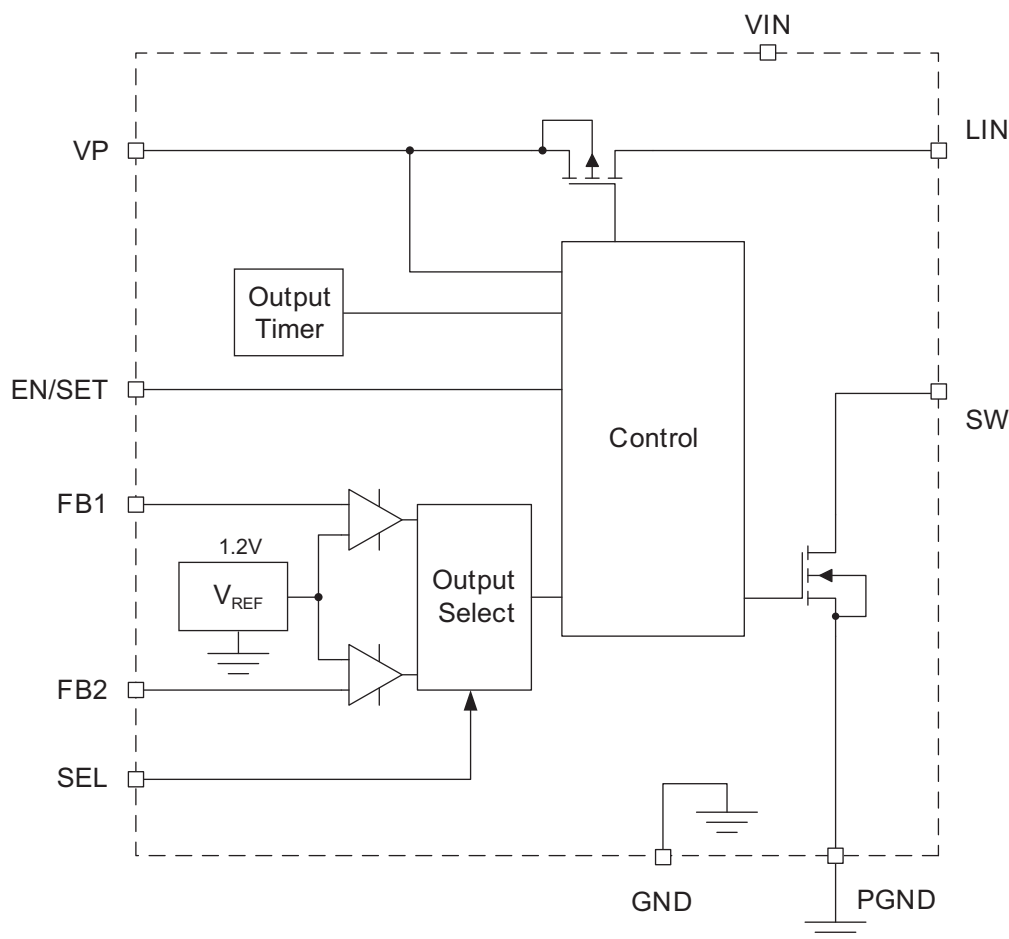 VIN
LIN
VP
Output
Timer
EN/SET
Control
SW
FB1
1.2V
VREF
Output
Select
FB2
SEL
GND
PGND